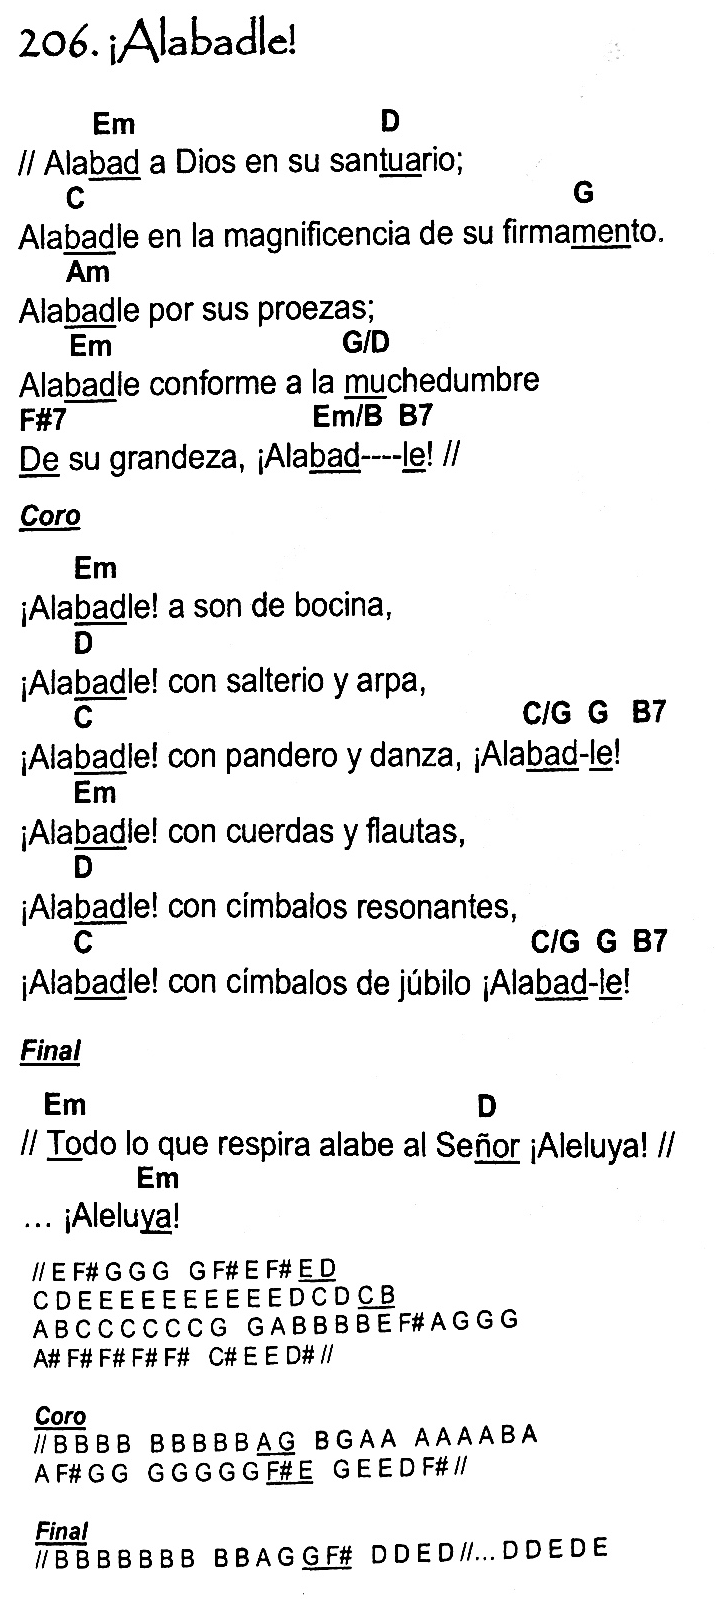 206. ¡Alabadle!
Em D
// Alabad a Dios en su santuario;
C G
Alabadle en la magnificencia de su firmamento.
Am
Alabadle por sus proezas;
Em G/D
Alabadle conforme a la muchedumbre
F#7 Em/B B7
De su grandeza, ¡Alabad----le! //
Coro
Em
¡Alabadle! a son de bocina,
D
¡Alabadle! con salterio y arpa,
C C/G G B7
¡Alabadle! con pandero y danza, ¡Alabad-le!
Em
¡Alabadle! con cuerdas y flautas,
D
¡Alabadle! con címbalos resonantes,
C C/G G B7
¡Alabadle! con címbalos de júbilo ¡Alabad-le!
Final
Em D
// Todo lo que respira alabe al Señor ¡Aleluya! //
Em
... ¡Aleluya!
// E F# G G G G F# E F# E D
C D E E E E E E E E E E D C D C B
A B C C C C C C G G A B B B B E F# A G G G
A# F# F# F# F# C# E E D# //
Coro
// B B B B B B B B B A G B G A A A A A A B A
A F# G G G G G G G F# E G E E D F# //
Final
// B B B B B B B B B A G G F# D D E D //... D D E D E